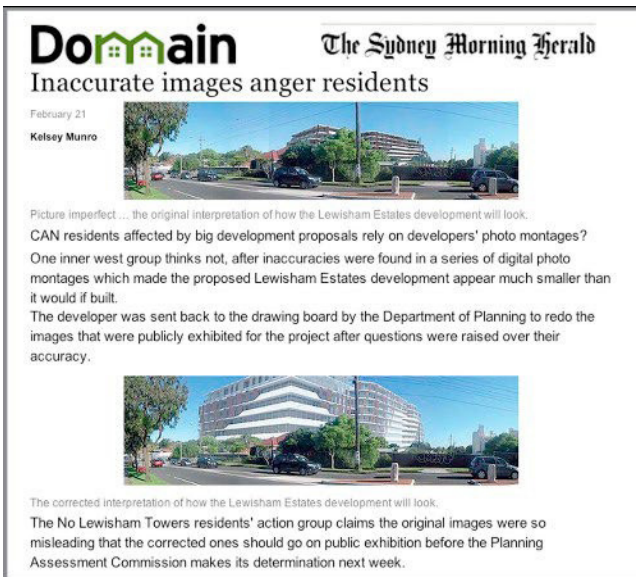 Domain
The Sydney Morning Herald
Inaccurate images anger residents
February 21
Kelsey Munro
Picture imperfect ... the original interpretation of how the Lewisham Estates development will look.
CAN residents affected by big development proposals rely on developers' photo montages?
One inner west group thinks not, after inaccuracies were found in a series of digital photo
montages which made the proposed Lewisham Estates development appear much smaller than
it would if built.
The developer was sent back to the drawing board by the Department of Planning to redo the
images that were publicly exhibited for the project after questions were raised over their
accuracy.
The corrected interpretation of how the Lewisham Estates development will look.
The No Lewisham Towers residents' action group claims the original images were so
misleading that the corrected ones should go on public exhibition before the Planning
Assessment Commission makes its determination next week.